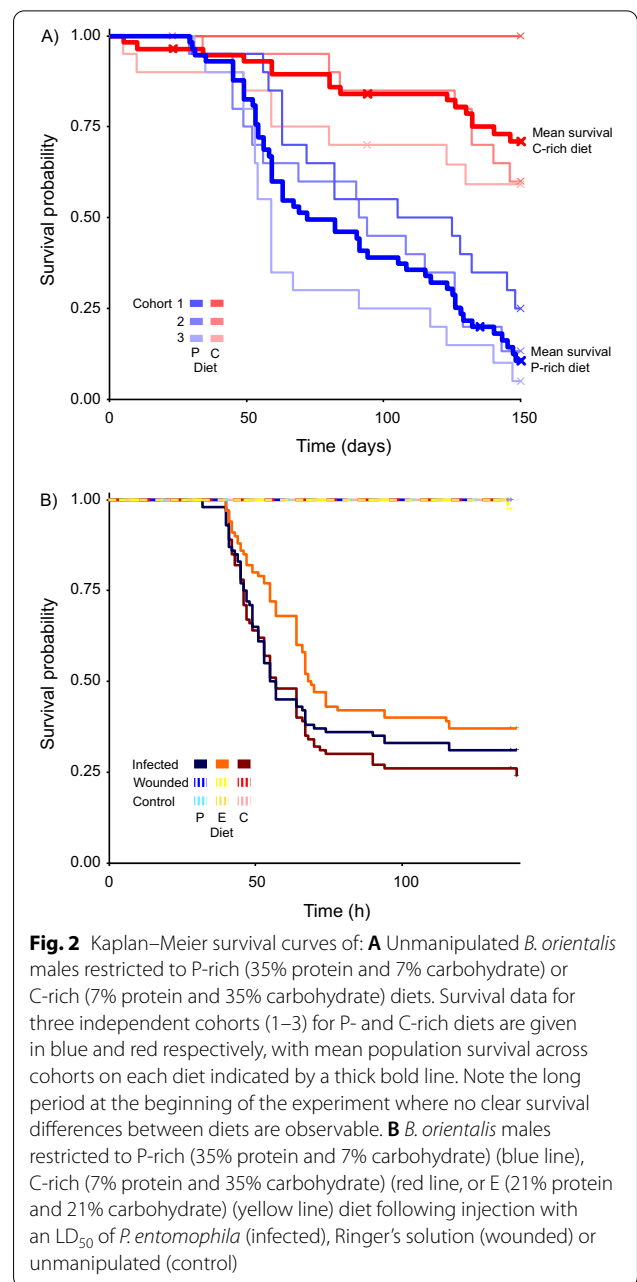 A)
1.00
0.75
0.50
0.25
0.00
Survival probability
Mean survival
C-rich diet
Mean survival
P-rich diet
Cohort 1
2
3
P C
Diet
0 50 100 150
Time (days)
B)
1.00
0.75
0.50
0.25
0.00
Survival probability
Infected
Wounded
Control
P E C
Diet
0 50 100
Time (h)
Fig. 2 Kaplan–Meier survival curves of: A Unmanipulated B. orientalis
males restricted to P-rich (35% protein and 7% carbohydrate) or
C-rich (7% protein and 35% carbohydrate) diets. Survival data for
three independent cohorts (1–3) for P- and C-rich diets are given
in blue and red respectively, with mean population survival across
cohorts on each diet indicated by a thick bold line. Note the long
period at the beginning of the experiment where no clear survival
differences between diets are observable. B B. orientalis males
restricted to P-rich (35% protein and 7% carbohydrate) (blue line),
C-rich (7% protein and 35% carbohydrate) (red line, or E (21% protein
and 21% carbohydrate) (yellow line) diet following injection with
an LD50 of P. entomophila (infected), Ringer's solution (wounded) or
unmanipulated (control)